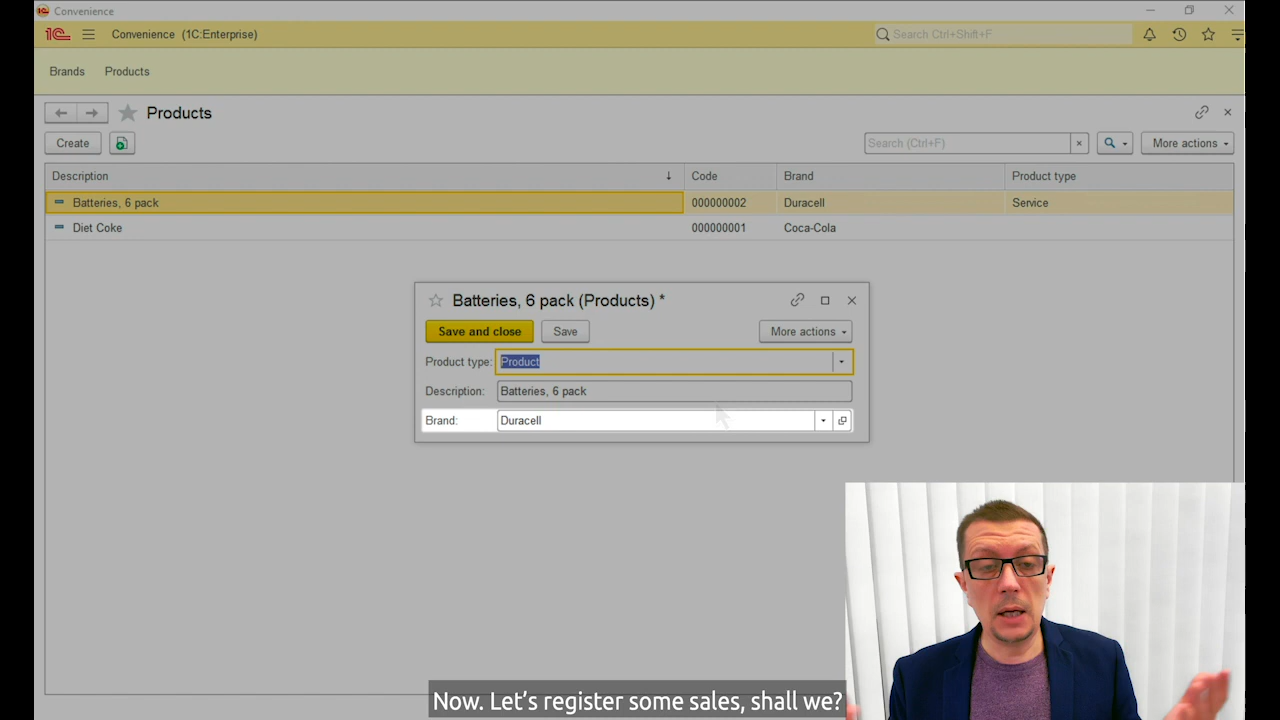 Convenience
1C Convenience (1C:Enterprise) Search Ctrl+Shift+F
Brands Products
Products
Create Search (Ctrl+F) × More actions
Description ↓ Code Brand Product type
Batteries, 6 pack 000000002 Duracell Service
Diet Coke 000000001 Coca-Cola
Batteries, 6 pack (Products) *
Save and close Save More actions
Product type: Product
Description: Batteries, 6 pack
Brand: Duracell
Now. Let's register some sales, shall we?